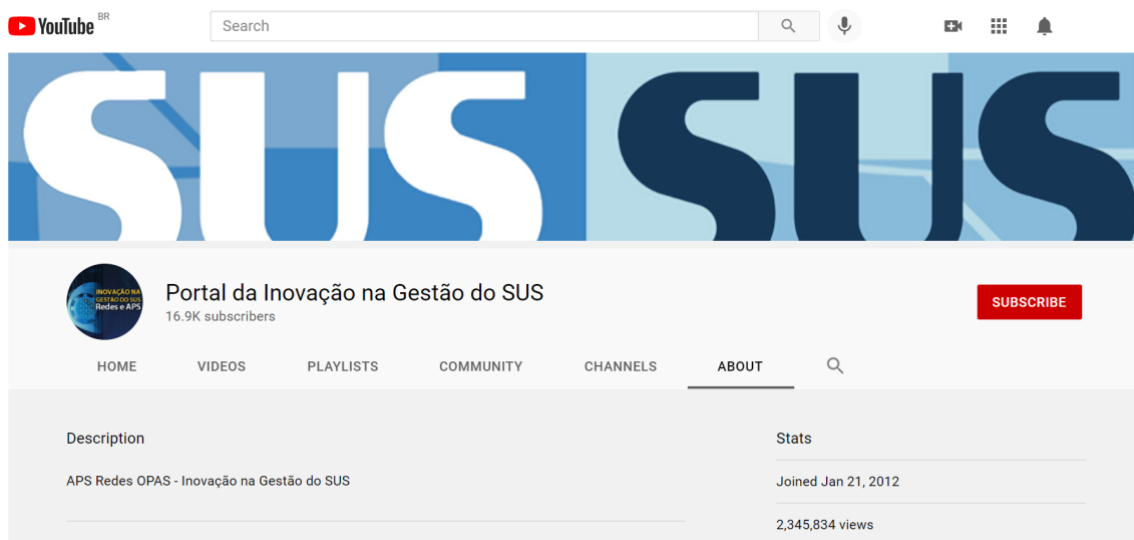 YouTube BR
Search
SUS SUS
INOVAÇÃO NA
GESTÃO DO SUS
Redes e APS
Portal da Inovação na Gestão do SUS
16.9K subscribers
SUBSCRIBE
HOME VIDEOS PLAYLISTS COMMUNITY CHANNELS ABOUT
Description Stats
APS Redes OPAS - Inovação na Gestão do SUS Joined Jan 21, 2012
2,345,834 views